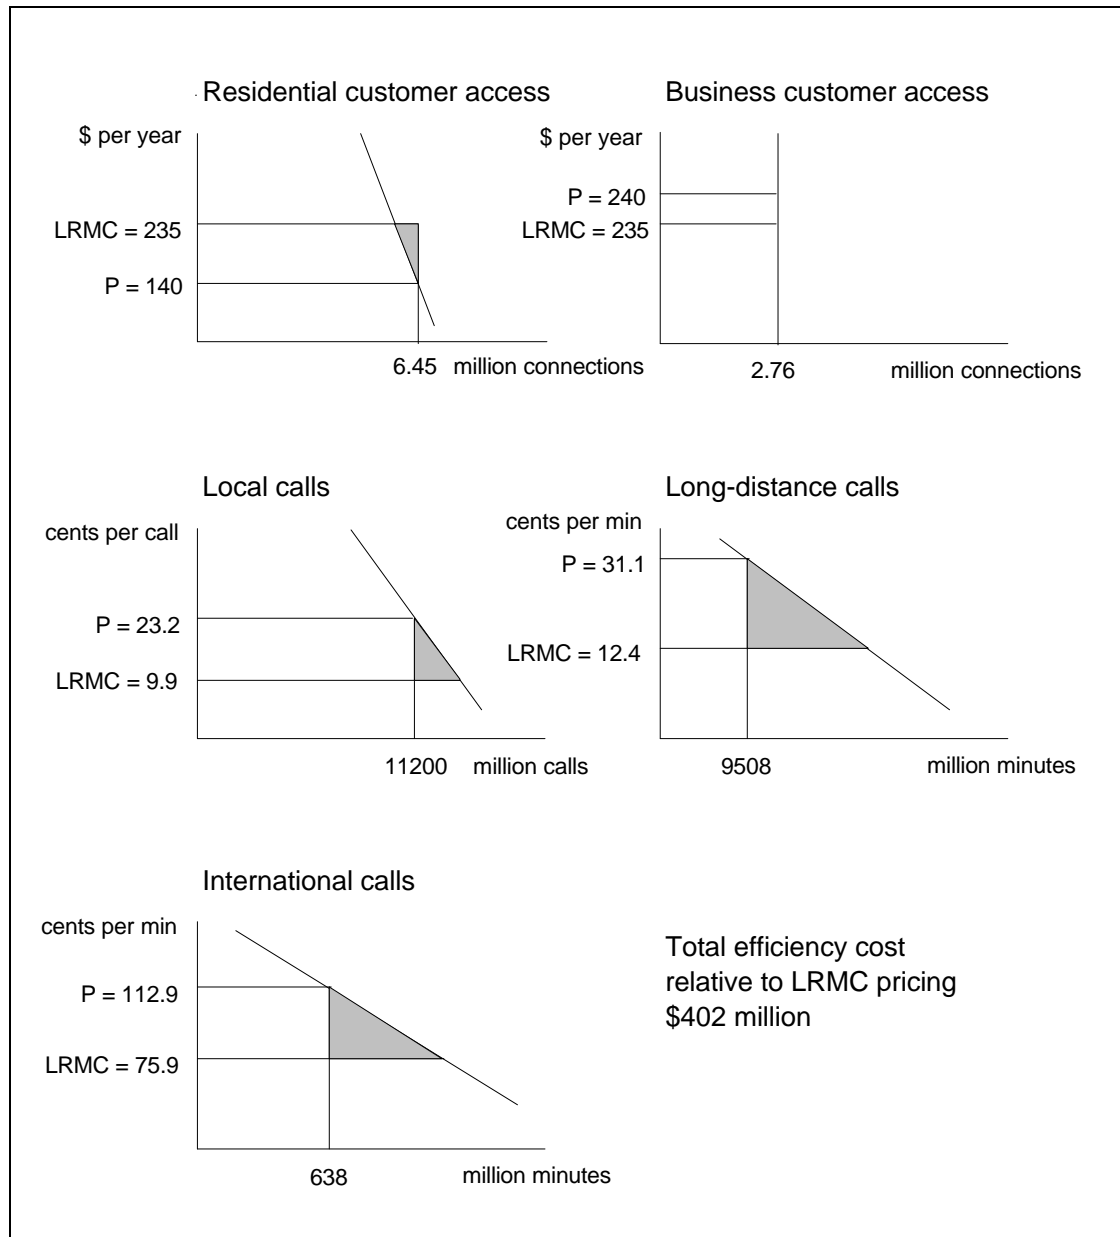 Residential customer access
$ per year
LRMC = 235
P = 140
6.45 million connections
Business customer access
$ per year
P = 240
LRMC = 235
2.76 million connections
Local calls
cents per call
P = 23.2
LRMC = 9.9
11200 million calls
Long-distance calls
cents per min
P = 31.1
LRMC = 12.4
9508 million minutes
International calls
cents per min
P = 112.9
LRMC = 75.9
638 million minutes
Total efficiency cost
relative to LRMC pricing
$402 million